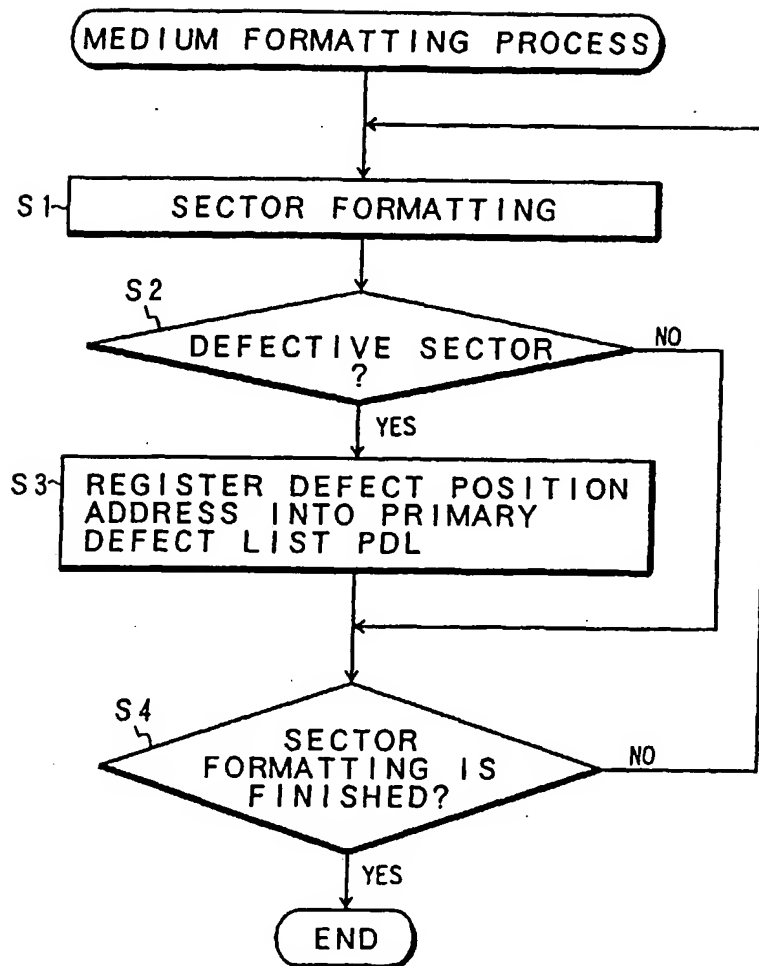 MEDIUM FORMATTING PROCESS
S1
SECTOR FORMATTING
S2
DEFECTIVE SECTOR
?
NO
YES
S3
REGISTER DEFECT POSITION
ADDRESS INTO PRIMARY
DEFECT LIST PDL
S4
SECTOR
FORMATTING IS
FINISHED?
NO
YES
END